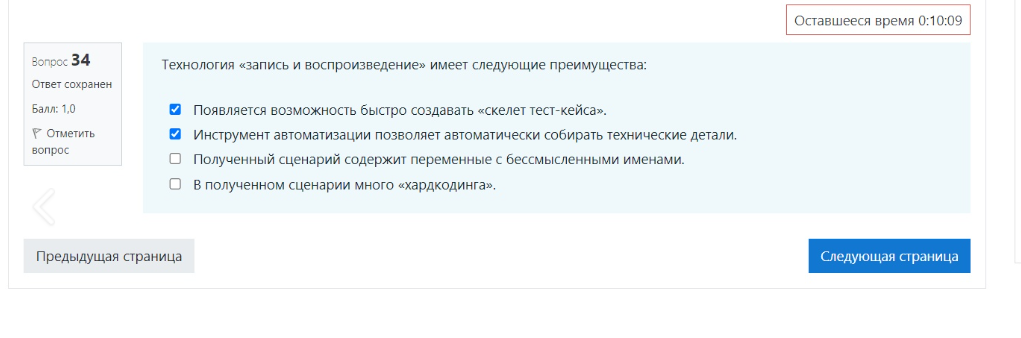 Оставшееся время 0:10:09
Вопрос 34
Ответ сохранен
Балл: 1,0
Отметить
вопрос
Технология «запись и воспроизведение» имеет следующие преимущества:
Появляется возможность быстро создавать «скелет тест-кейса».
Инструмент автоматизации позволяет автоматически собирать технические детали.
Полученный сценарий содержит переменные с бессмысленными именами.
В полученном сценарии много «хардкодинга».
Предыдущая страница
Следующая страница